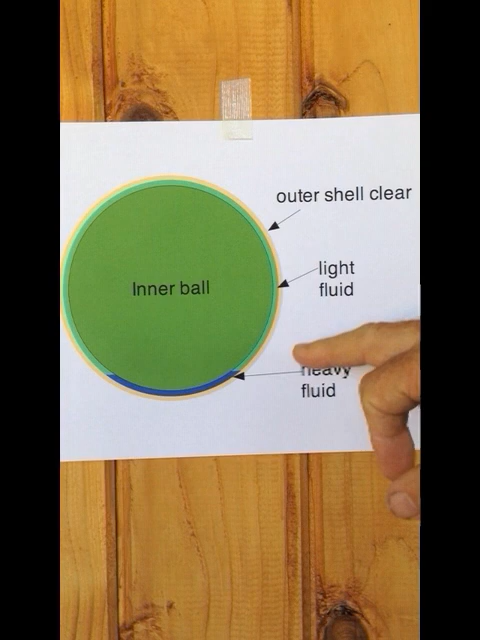 outer shell clear
light
fluid
Inner ball
heavy
fluid